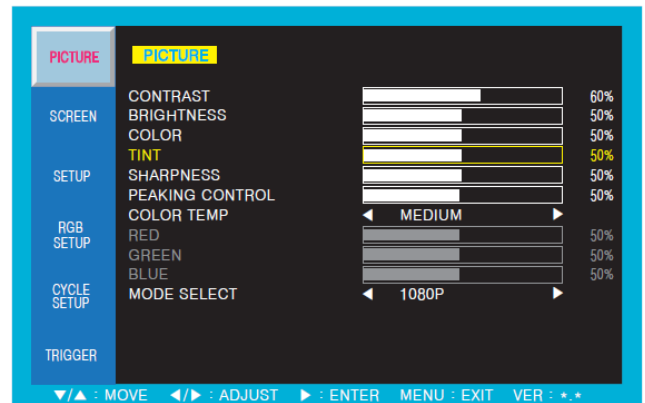 PICTURE
SCREEN
SETUP
RGB
SETUP
CYCLE
SETUP
TRIGGER
PICTURE
CONTRAST 60%
BRIGHTNESS 50%
COLOR 50%
TINT 50%
SHARPNESS 50%
PEAKING CONTROL 50%
COLOR TEMP ◀ MEDIUM ▶
RED 50%
GREEN 50%
BLUE 50%
MODE SELECT ◀ 1080P ▶
▼/▲ : MOVE ◀/▶ : ADJUST ▶ : ENTER MENU : EXIT VER : *.*